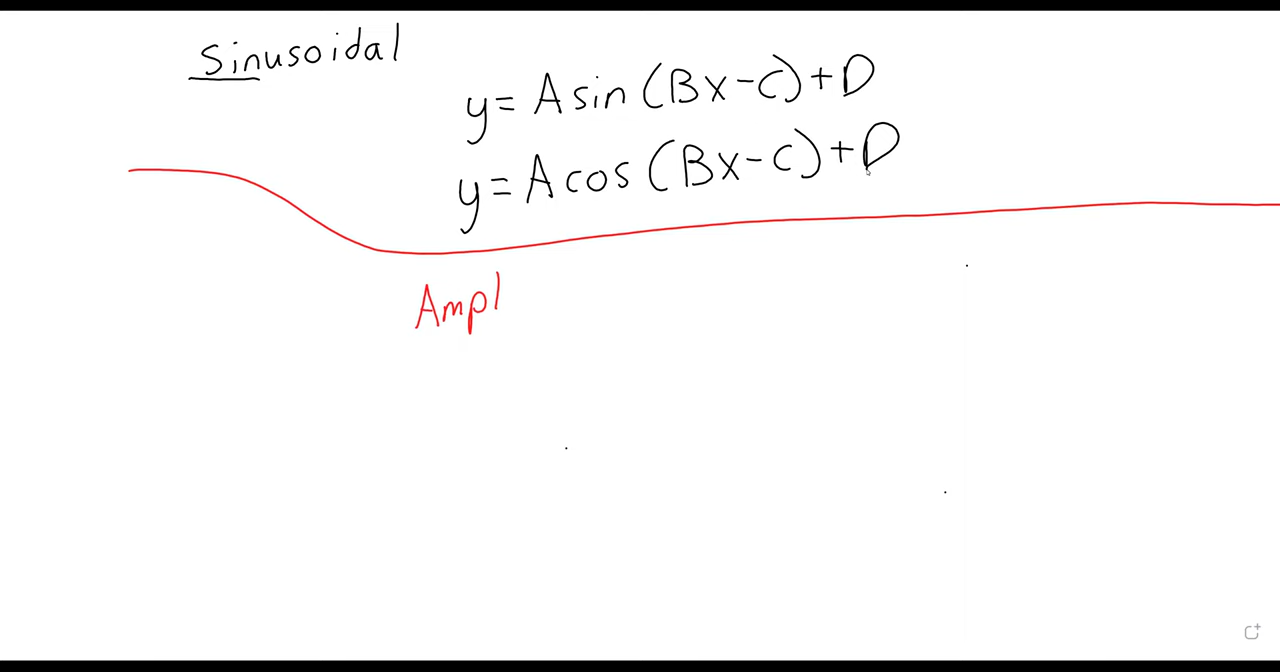 Sinusoidal
y = A sin (Bx - C) + D
y = A cos (Bx - C) + D
Ampl